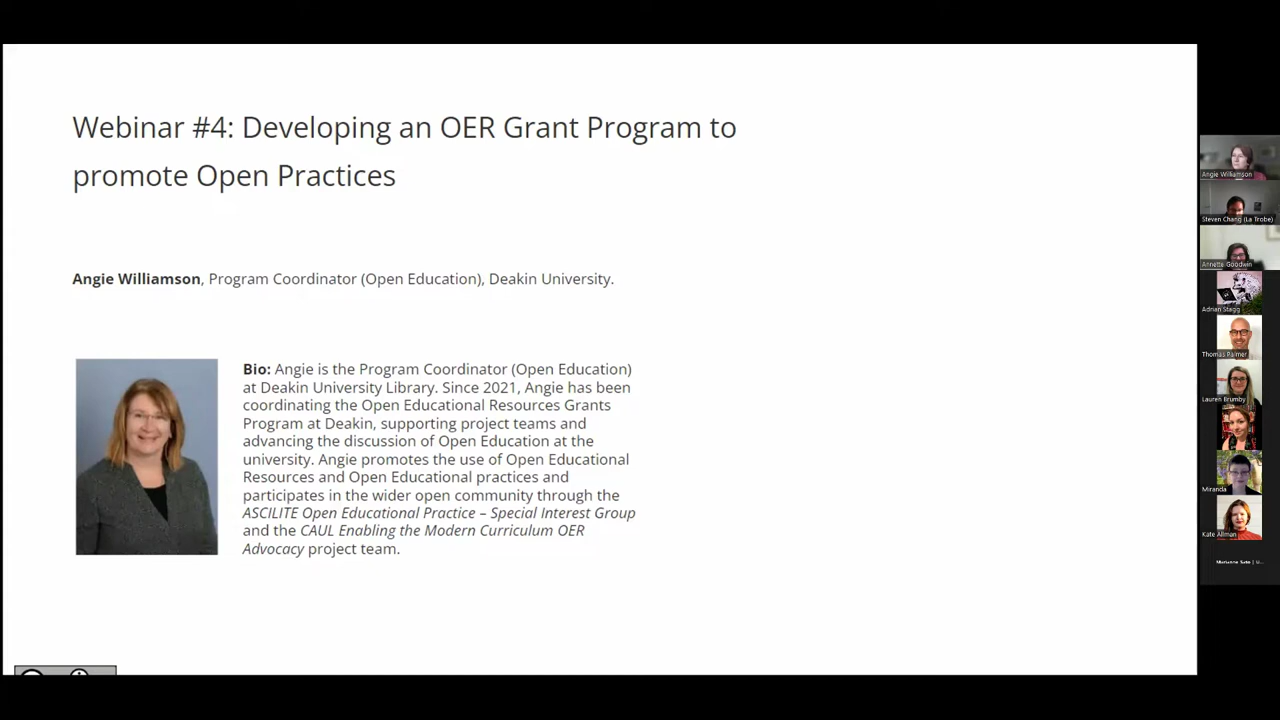 Webinar #4: Developing an OER Grant Program to
promote Open Practices
Angie Williamson, Program Coordinator (Open Education), Deakin University.
Bio: Angie is the Program Coordinator (Open Education)
at Deakin University Library. Since 2021, Angie has been
coordinating the Open Educational Resources Grants
Program at Deakin, supporting project teams and
advancing the discussion of Open Education at the
university. Angie promotes the use of Open Educational
Resources and Open Educational practices and
participates in the wider open community through the
ASCILITE Open Educational Practice – Special Interest Group
and the CAUL Enabling the Modern Curriculum OER
Advocacy project team.
Angie Williamson
Steven Chang (La Trobe)
Annette Goodwin
Adrian Stagg
Thomas Palmer
Lauren Brumby
Miranda
Kate Allman